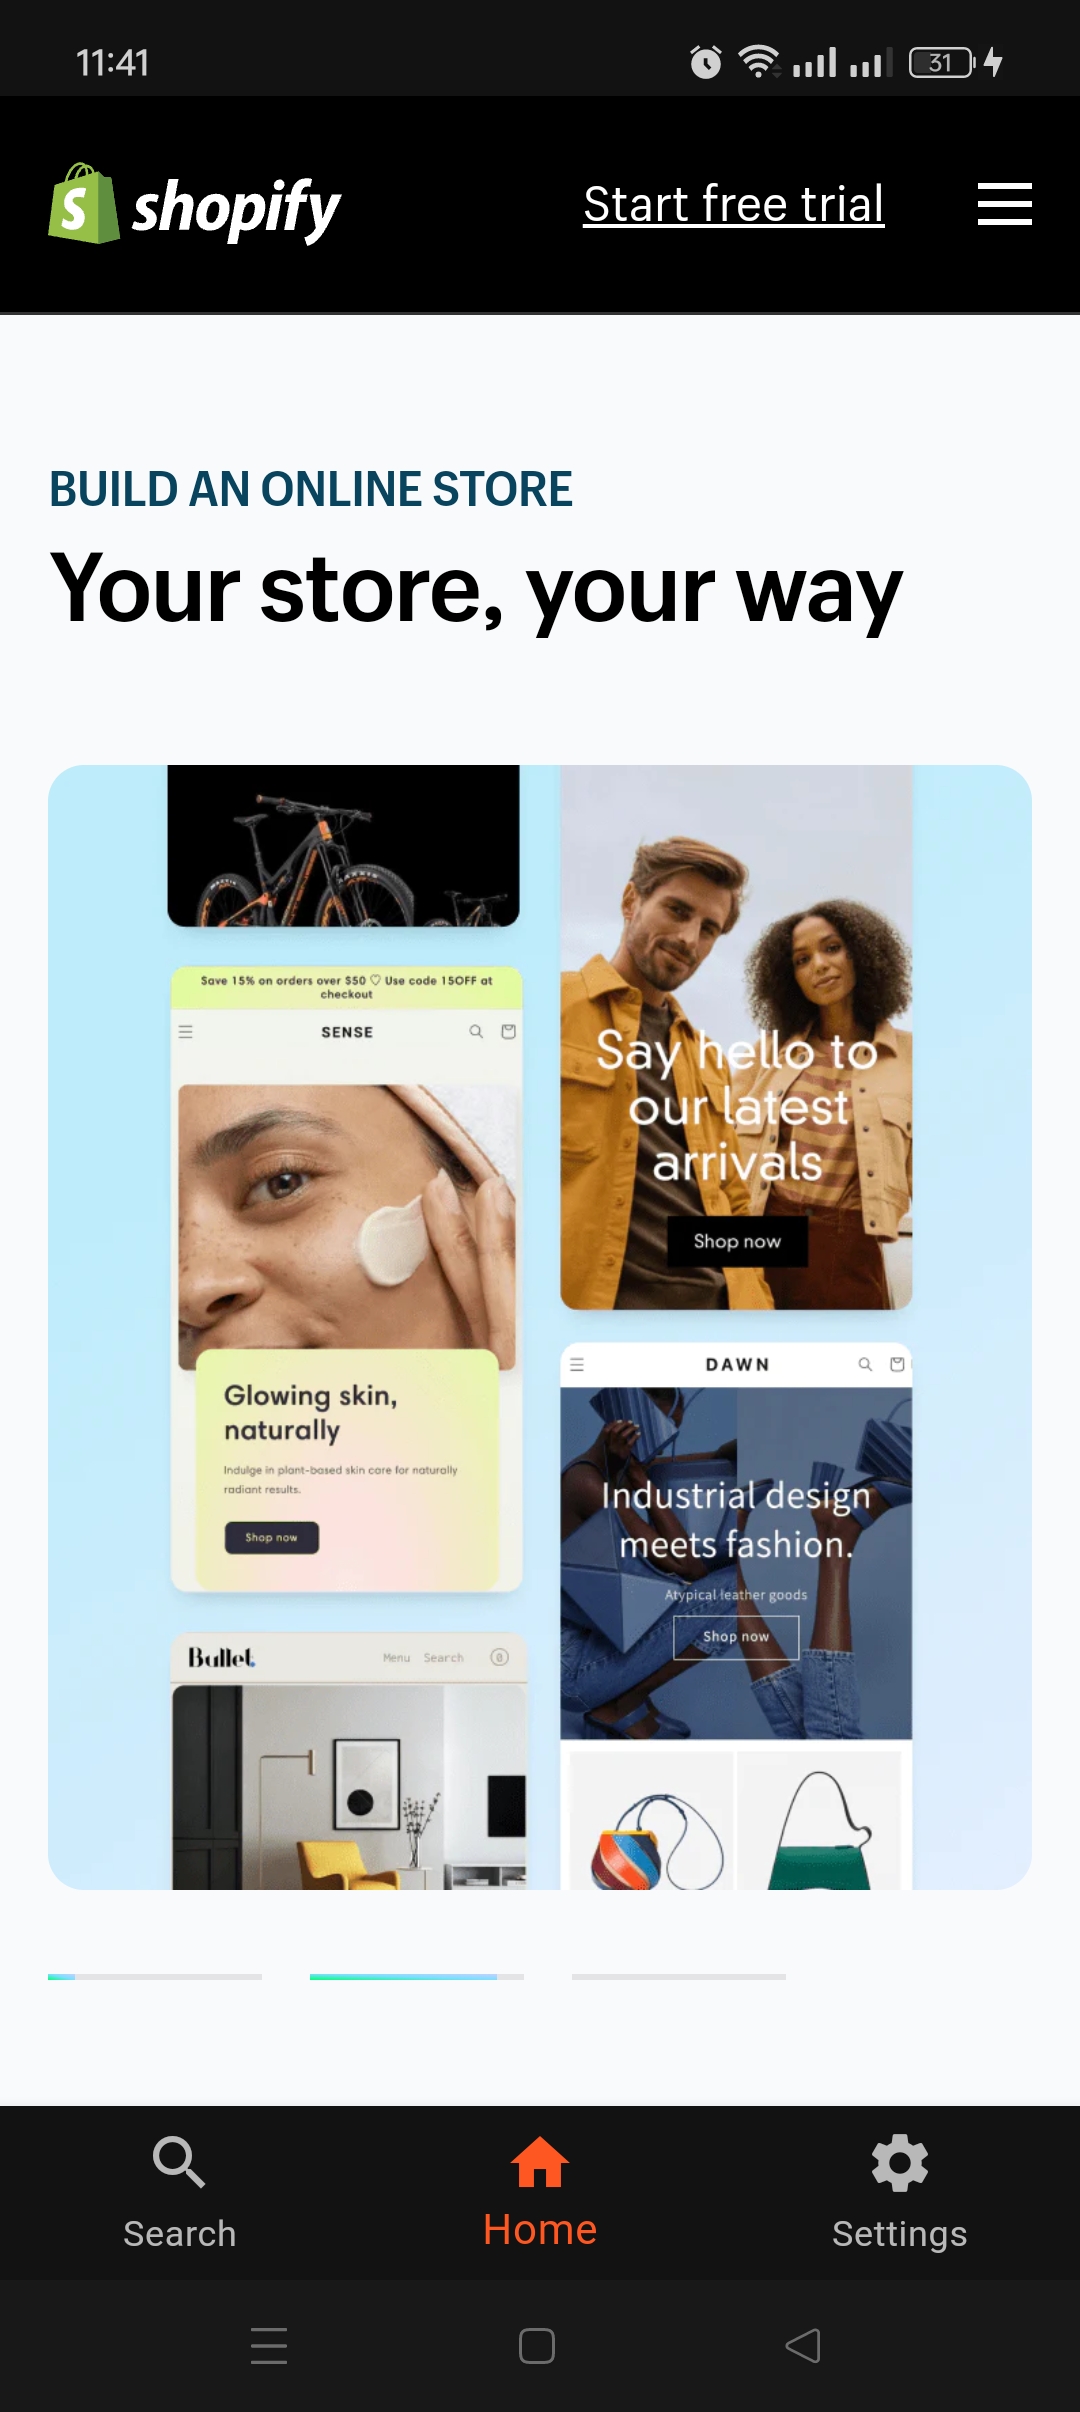 11:41
31
shopify
Start free trial
BUILD AN ONLINE STORE
Your store, your way
Save 15% on orders over $50 ♡ Use code 15OFF at
checkout
SENSE
Glowing skin,
naturally
Indulge in plant-based skin care for naturally
radiant results.
Shop now
Bullet.
Menu Search 0
Say hello to
our latest
arrivals
Shop now
DAWN
Industrial design
meets fashion.
Atypical leather goods
Shop now
Search
Home
Settings